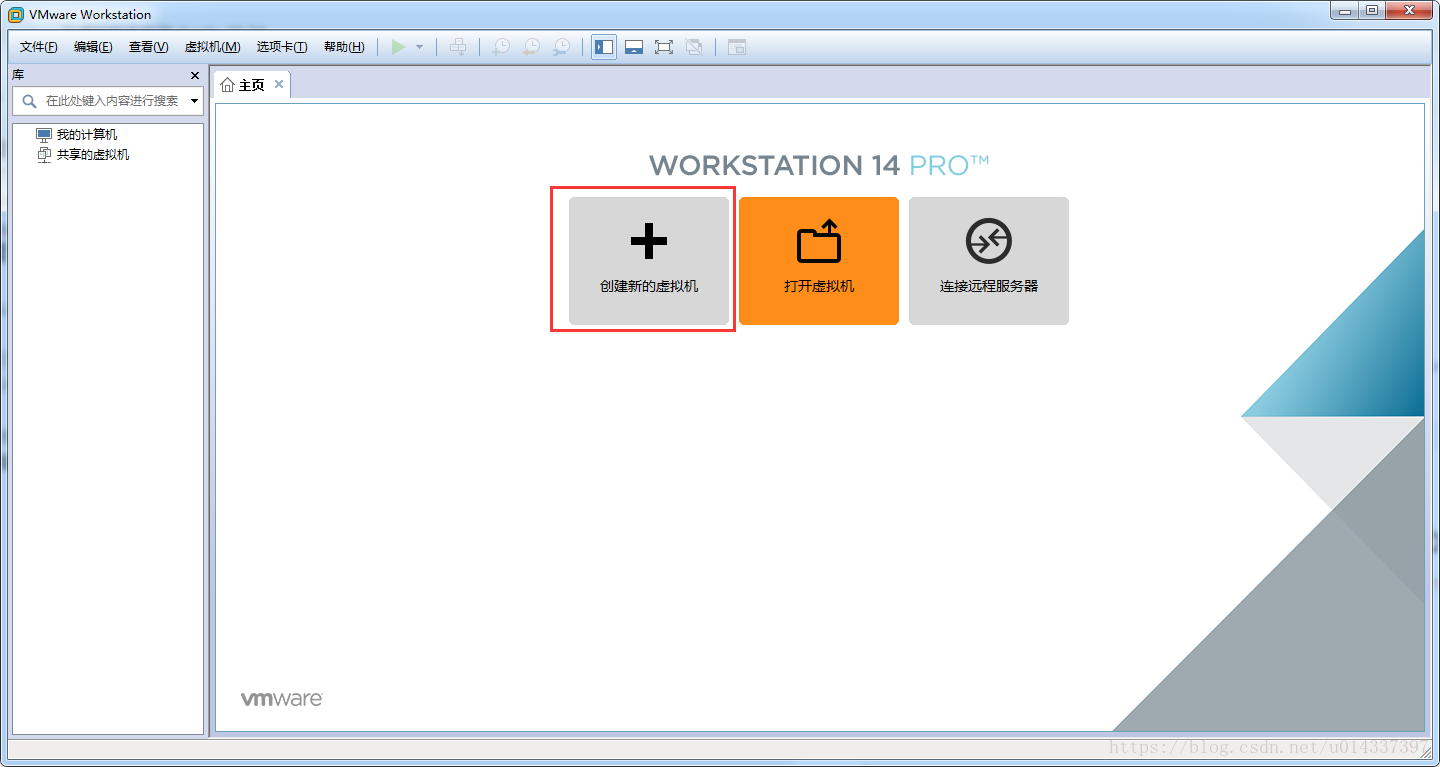 VMware Workstation
文件(F) 编辑(E) 查看(V) 虚拟机(M) 选项卡(T) 帮助(H)
库
主页
在此处键入内容进行搜索
我的计算机
共享的虚拟机
WORKSTATION 14 PRO™
创建新的虚拟机 打开虚拟机 连接远程服务器
vmware
https://blog.csdn.net/u014337397